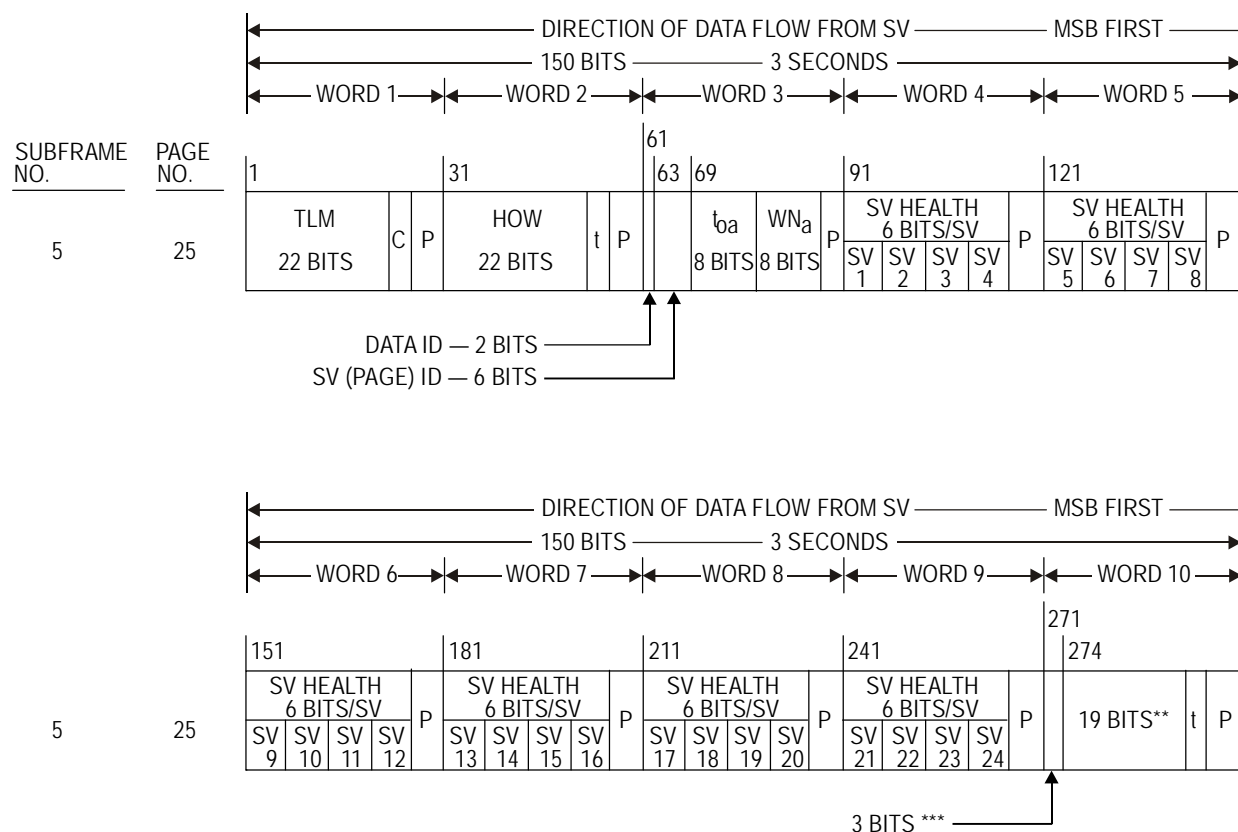 DIRECTION OF DATA FLOW FROM SV MSB FIRST
150 BITS 3 SECONDS
WORD 1 WORD 2 WORD 3 WORD 4 WORD 5
SUBFRAME NO. PAGE NO.
1 31 61 63 69 91 121
5 25
TLM 22 BITS C P
HOW 22 BITS t P
toa 8 BITS WNa 8 BITS P
SV HEALTH 6 BITS/SV P
SV 1 SV 2 SV 3 SV 4
SV HEALTH 6 BITS/SV P
SV 5 SV 6 SV 7 SV 8
DATA ID — 2 BITS
SV (PAGE) ID — 6 BITS
DIRECTION OF DATA FLOW FROM SV MSB FIRST
150 BITS 3 SECONDS
WORD 6 WORD 7 WORD 8 WORD 9 WORD 10
151 181 211 241 271 274
5 25
SV HEALTH 6 BITS/SV P
SV 9 SV 10 SV 11 SV 12
SV HEALTH 6 BITS/SV P
SV 13 SV 14 SV 15 SV 16
SV HEALTH 6 BITS/SV P
SV 17 SV 18 SV 19 SV 20
SV HEALTH 6 BITS/SV P
SV 21 SV 22 SV 23 SV 24
19 BITS** t P
3 BITS ***